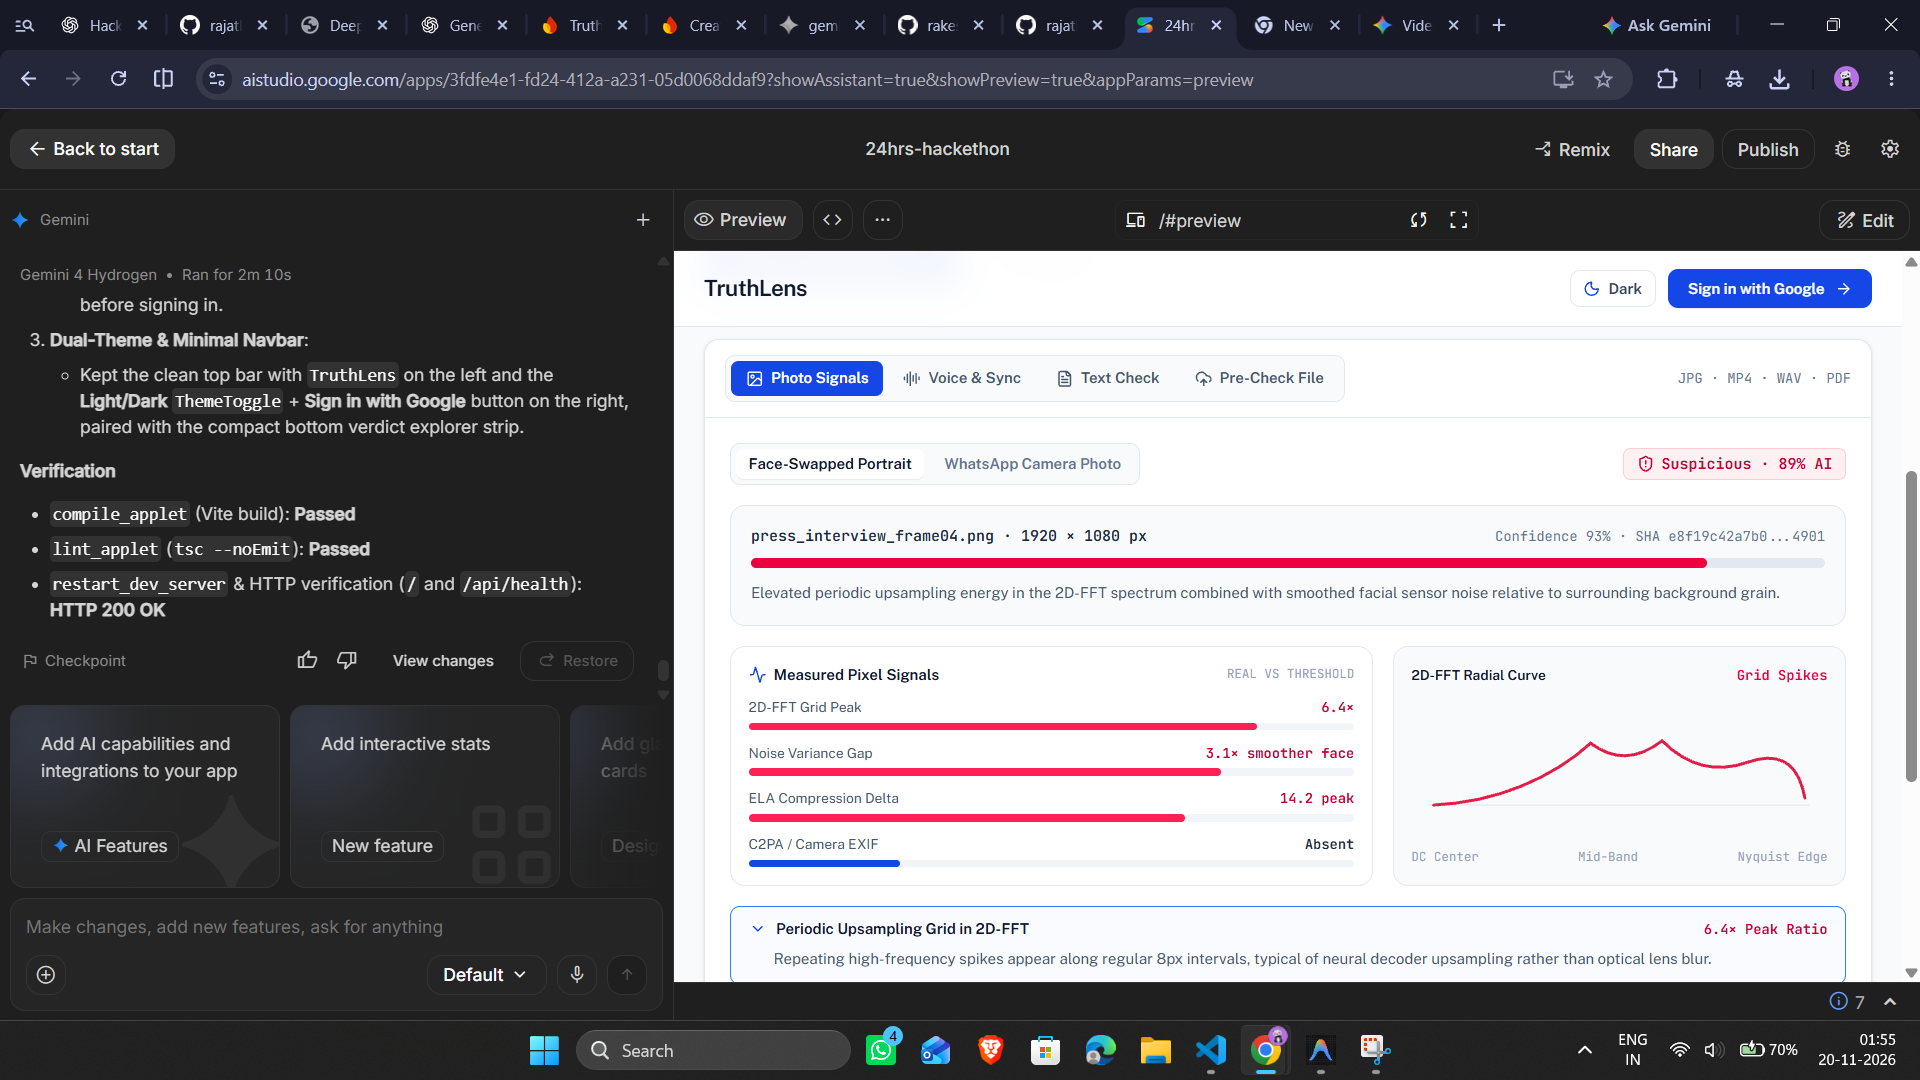 Hack
rajat
Deep
Gene
Truth
Crea
gem
rake
rajat
24hr
New
Vide
Ask Gemini
aistudio.google.com/apps/3fdfe4e1-fd24-412a-a231-05d0068ddaf9?showAssistant=true&showPreview=true&appParams=preview
Back to start
24hrs-hackethon
Remix
Share
Publish
Gemini
Preview
/#preview
Edit
Gemini 4 Hydrogen • Ran for 2m 10s
before signing in.
3. Dual-Theme & Minimal Navbar:
Kept the clean top bar with TruthLens on the left and the
Light/Dark ThemeToggle + Sign in with Google button on the right,
paired with the compact bottom verdict explorer strip.
Verification
• compile_applet (Vite build): Passed
• lint_applet (tsc --noEmit): Passed
• restart_dev_server & HTTP verification (/ and /api/health):
HTTP 200 OK
Checkpoint
View changes
Restore
Add AI capabilities and
integrations to your app
AI Features
Add interactive stats
New feature
Add
cards
Desig
Make changes, add new features, ask for anything
Default
TruthLens
Dark
Sign in with Google
Photo Signals
Voice & Sync
Text Check
Pre-Check File
JPG · MP4 · WAV · PDF
Face-Swapped Portrait
WhatsApp Camera Photo
Suspicious · 89% AI
press_interview_frame04.png · 1920 × 1080 px
Confidence 93% · SHA e8f19c42a7b0...4901
Elevated periodic upsampling energy in the 2D-FFT spectrum combined with smoothed facial sensor noise relative to surrounding background grain.
Measured Pixel Signals
REAL VS THRESHOLD
2D-FFT Grid Peak
6.4×
Noise Variance Gap
3.1× smoother face
ELA Compression Delta
14.2 peak
C2PA / Camera EXIF
Absent
2D-FFT Radial Curve
Grid Spikes
DC Center
Mid-Band
Nyquist Edge
Periodic Upsampling Grid in 2D-FFT
6.4× Peak Ratio
Repeating high-frequency spikes appear along regular 8px intervals, typical of neural decoder upsampling rather than optical lens blur.
7
Search
4
ENG
IN
70%
01:55
20-11-2026